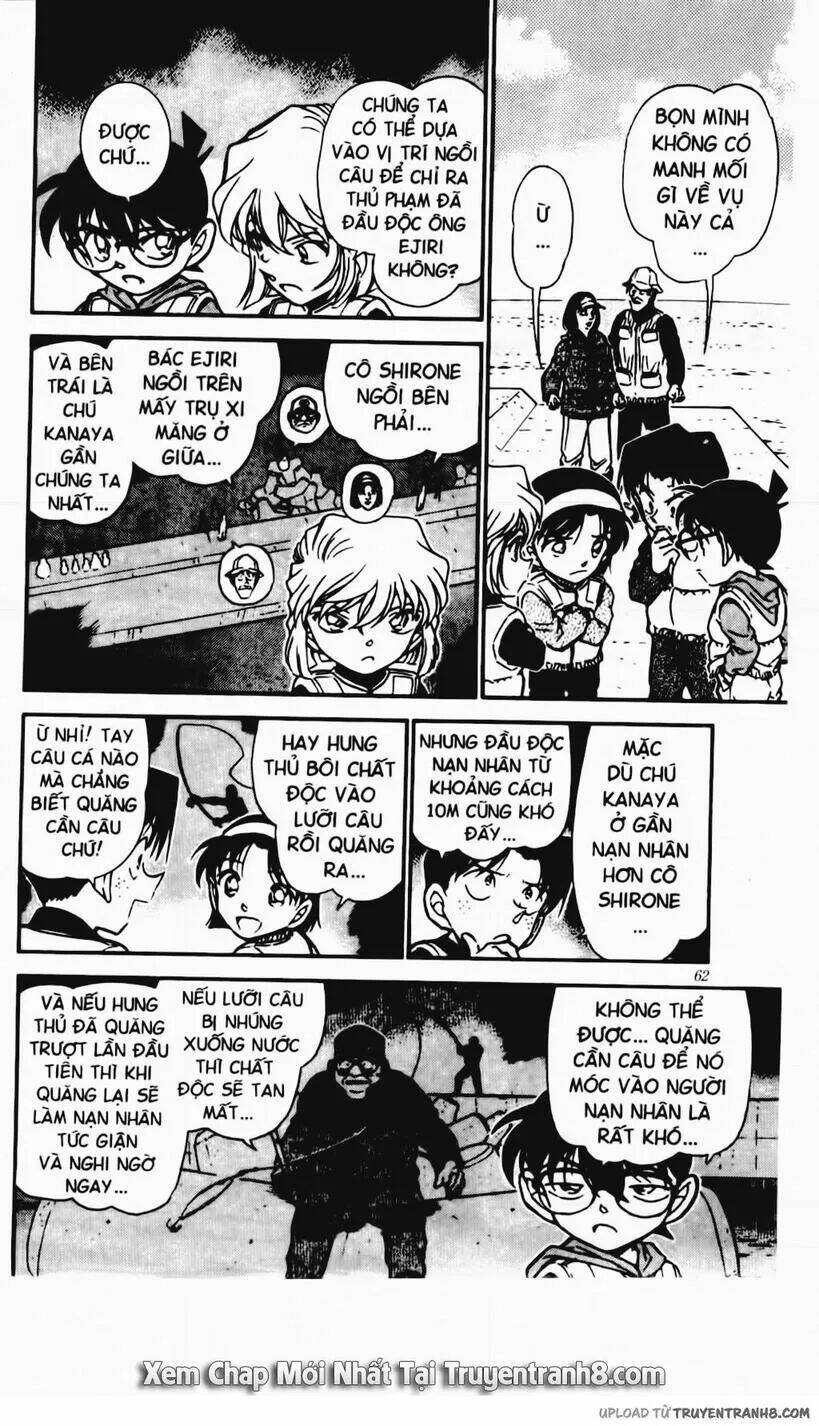 BỌN MÌNH
KHÔNG CÓ
MANH MỐI
GÌ VỀ VỤ
NÀY CẢ
...
Ừ
...
CHÚNG TA
CÓ THỂ DỰA
VÀO VỊ TRÍ NGỒI
CÂU ĐỂ CHỈ RA
THỦ PHẠM ĐÃ
ĐẦU ĐỘC ÔNG
EJIRI
KHÔNG?
ĐƯỢC
CHỨ...
CÔ SHIRONE
NGỒI BÊN
PHẢI...
BÁC EJIRI
NGỒI TRÊN
MẤY TRỤ XI
MĂNG Ở
GIỮA...
VÀ BÊN
TRÁI LÀ
CHÚ
KANAYA
GẦN
CHÚNG TA
NHẤT...
MẶC
DÙ CHÚ
KANAYA
Ở GẦN
NẠN NHÂN
HƠN CÔ
SHIRONE
...
NHƯNG ĐẦU ĐỘC
NẠN NHÂN TỪ
KHOẢNG CÁCH
10M CŨNG KHÓ
ĐẤY...
HAY HUNG
THỦ BÔI CHẤT
ĐỘC VÀO
LƯỠI CÂU
RỒI QUĂNG
RA...
Ừ NHỈ! TAY
CÂU CÁ NÀO
MÀ CHẲNG
BIẾT QUĂNG
CẦN CÂU
CHỨ!
62
KHÔNG THỂ
ĐƯỢC... QUĂNG
CẦN CÂU ĐỂ NÓ
MÓC VÀO NGƯỜI
NẠN NHÂN LÀ
RẤT KHÓ...
NẾU LƯỠI CÂU
BỊ NHÚNG
XUỐNG NƯỚC
THÌ CHẤT
ĐỘC SẼ TAN
MẤT...
VÀ NẾU HUNG
THỦ ĐÃ QUĂNG
TRƯỢT LẦN ĐẦU
TIÊN THÌ KHI
QUĂNG LẠI SẼ
LÀM NẠN NHÂN
TỨC GIẬN
VÀ NGHI NGỜ
NGAY...
Xem Chap Mới Nhất Tại Truyentranh8.com
UPLOAD TỪ TRUYENTRANH8.COM